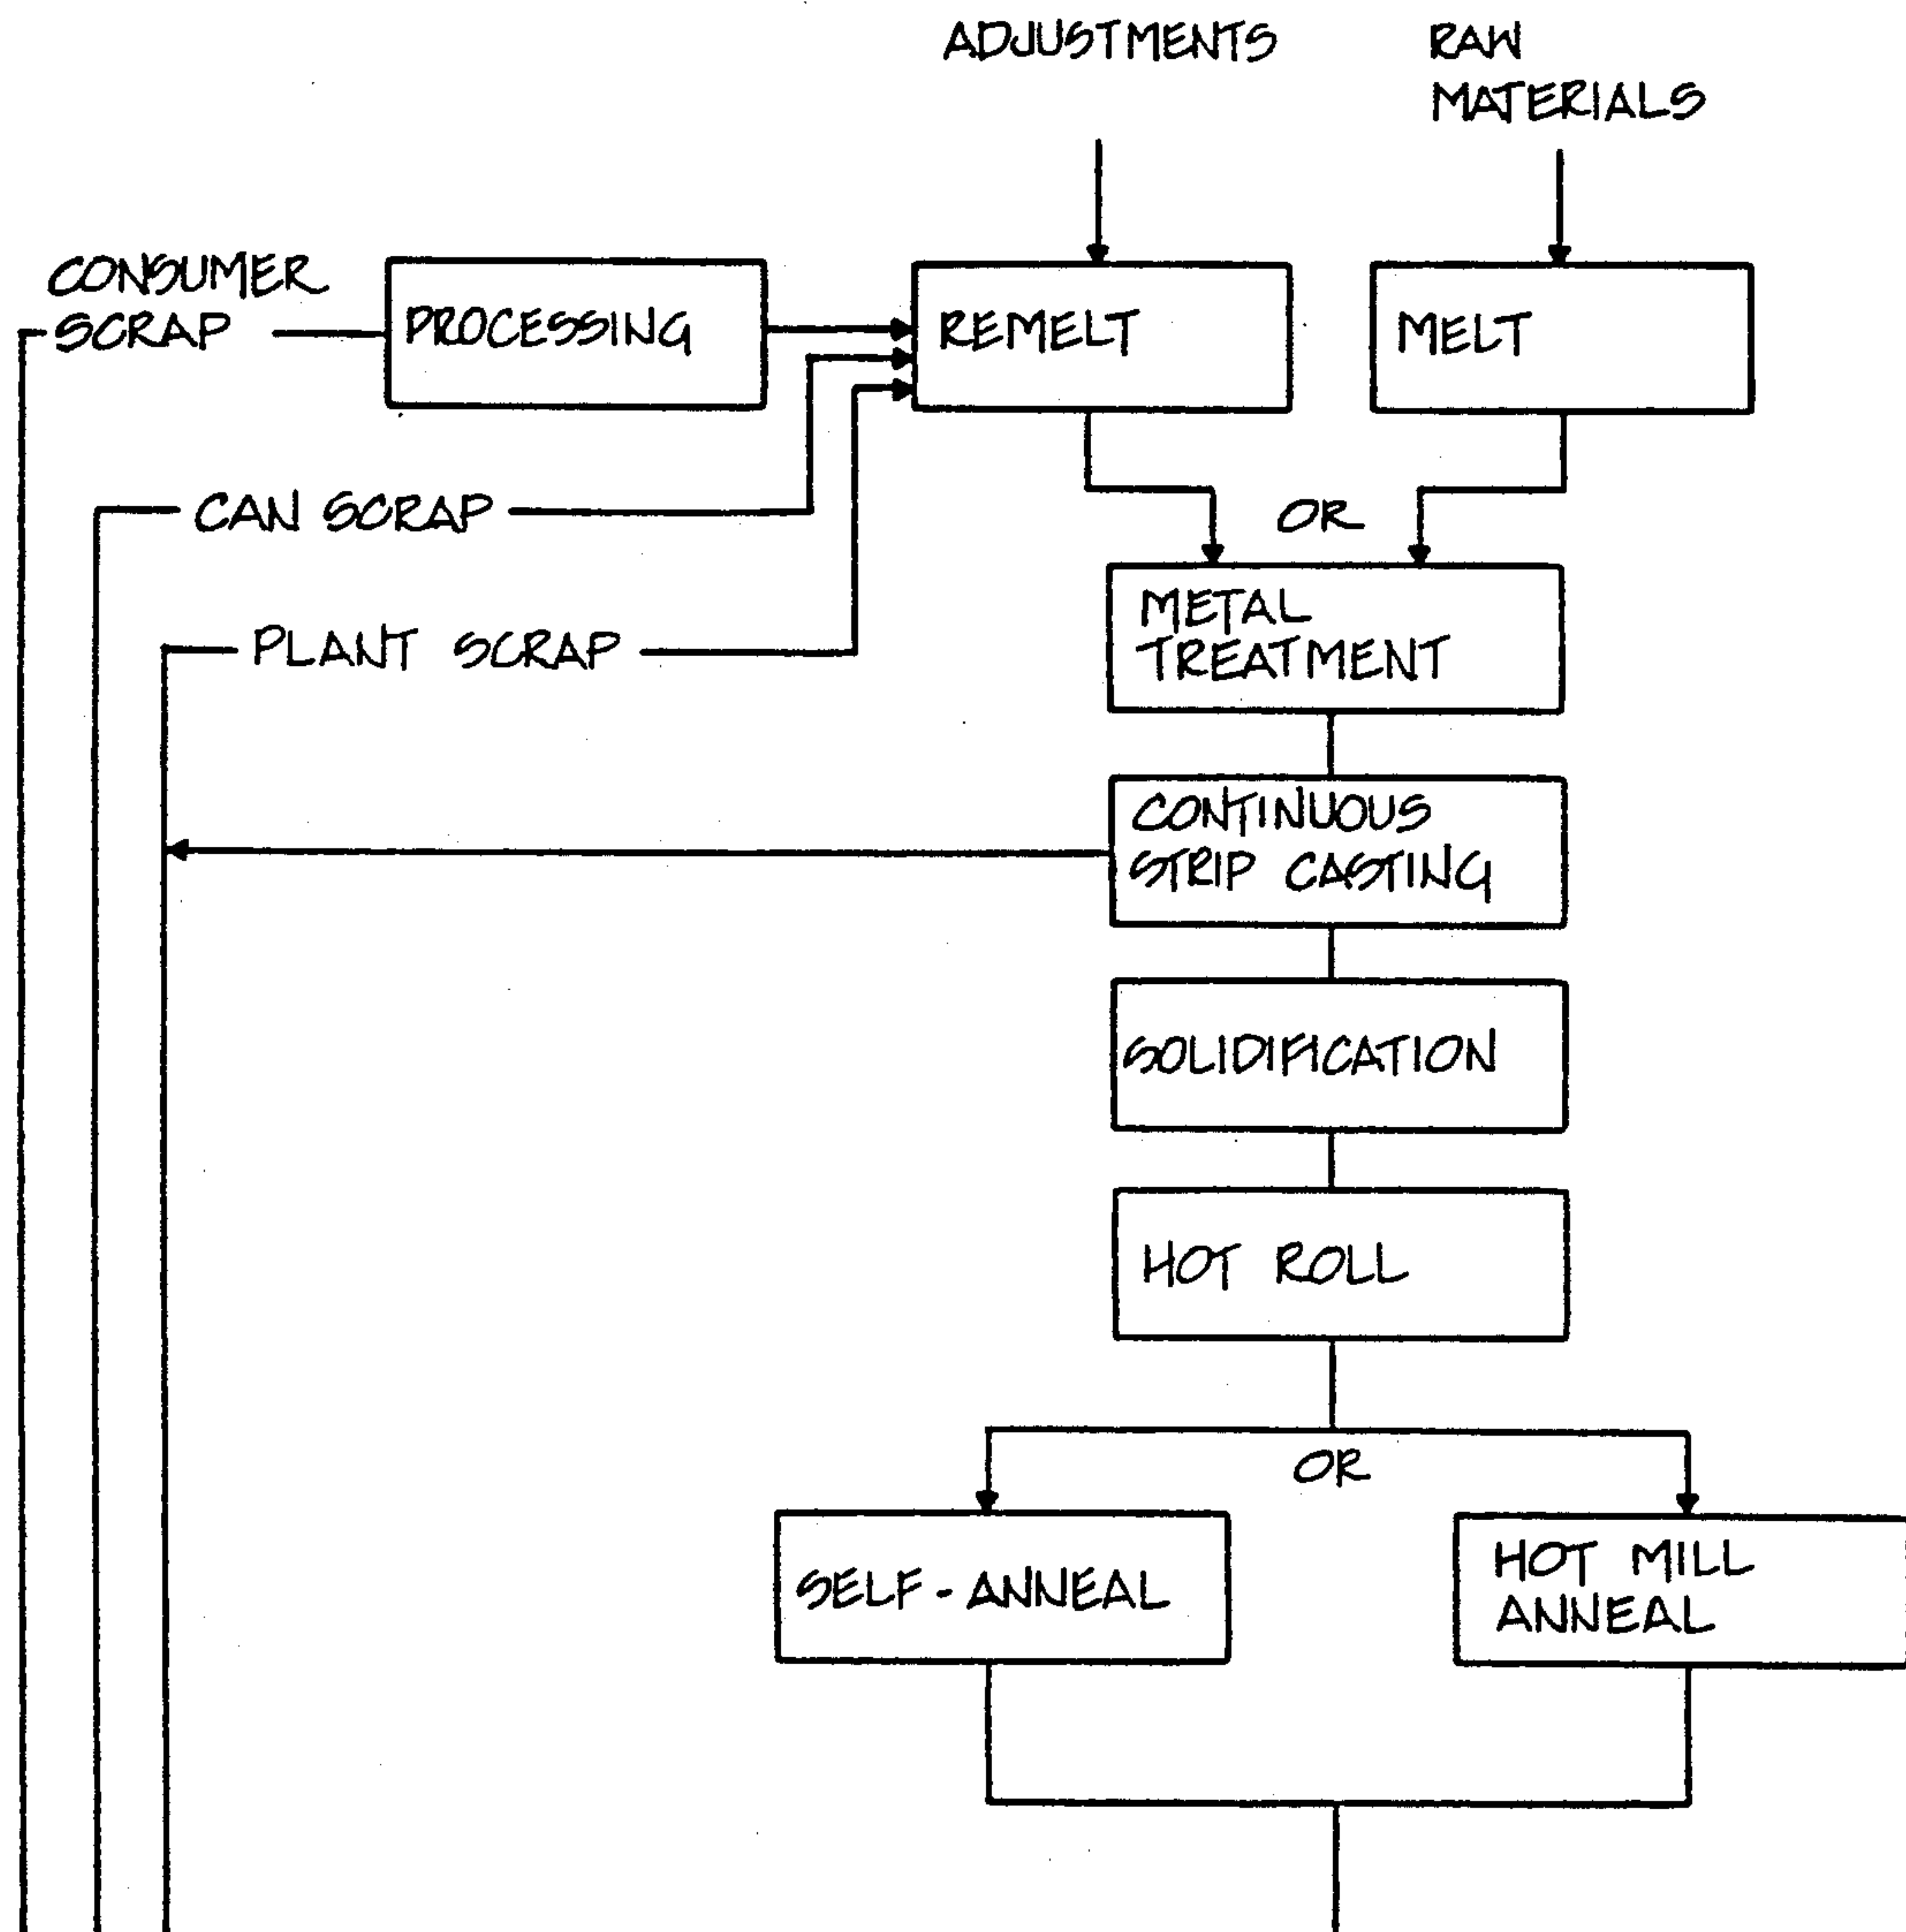 ADJUSTMENTS
RAW
MATERIALS
CONSUMER
SCRAP
PROCESSING
REMELT
MELT
CAN SCRAP
OR
METAL
TREATMENT
PLANT SCRAP
CONTINUOUS
STRIP CASTING
SOLIDIFICATION
HOT ROLL
OR
SELF-ANNEAL
HOT MILL
ANNEAL